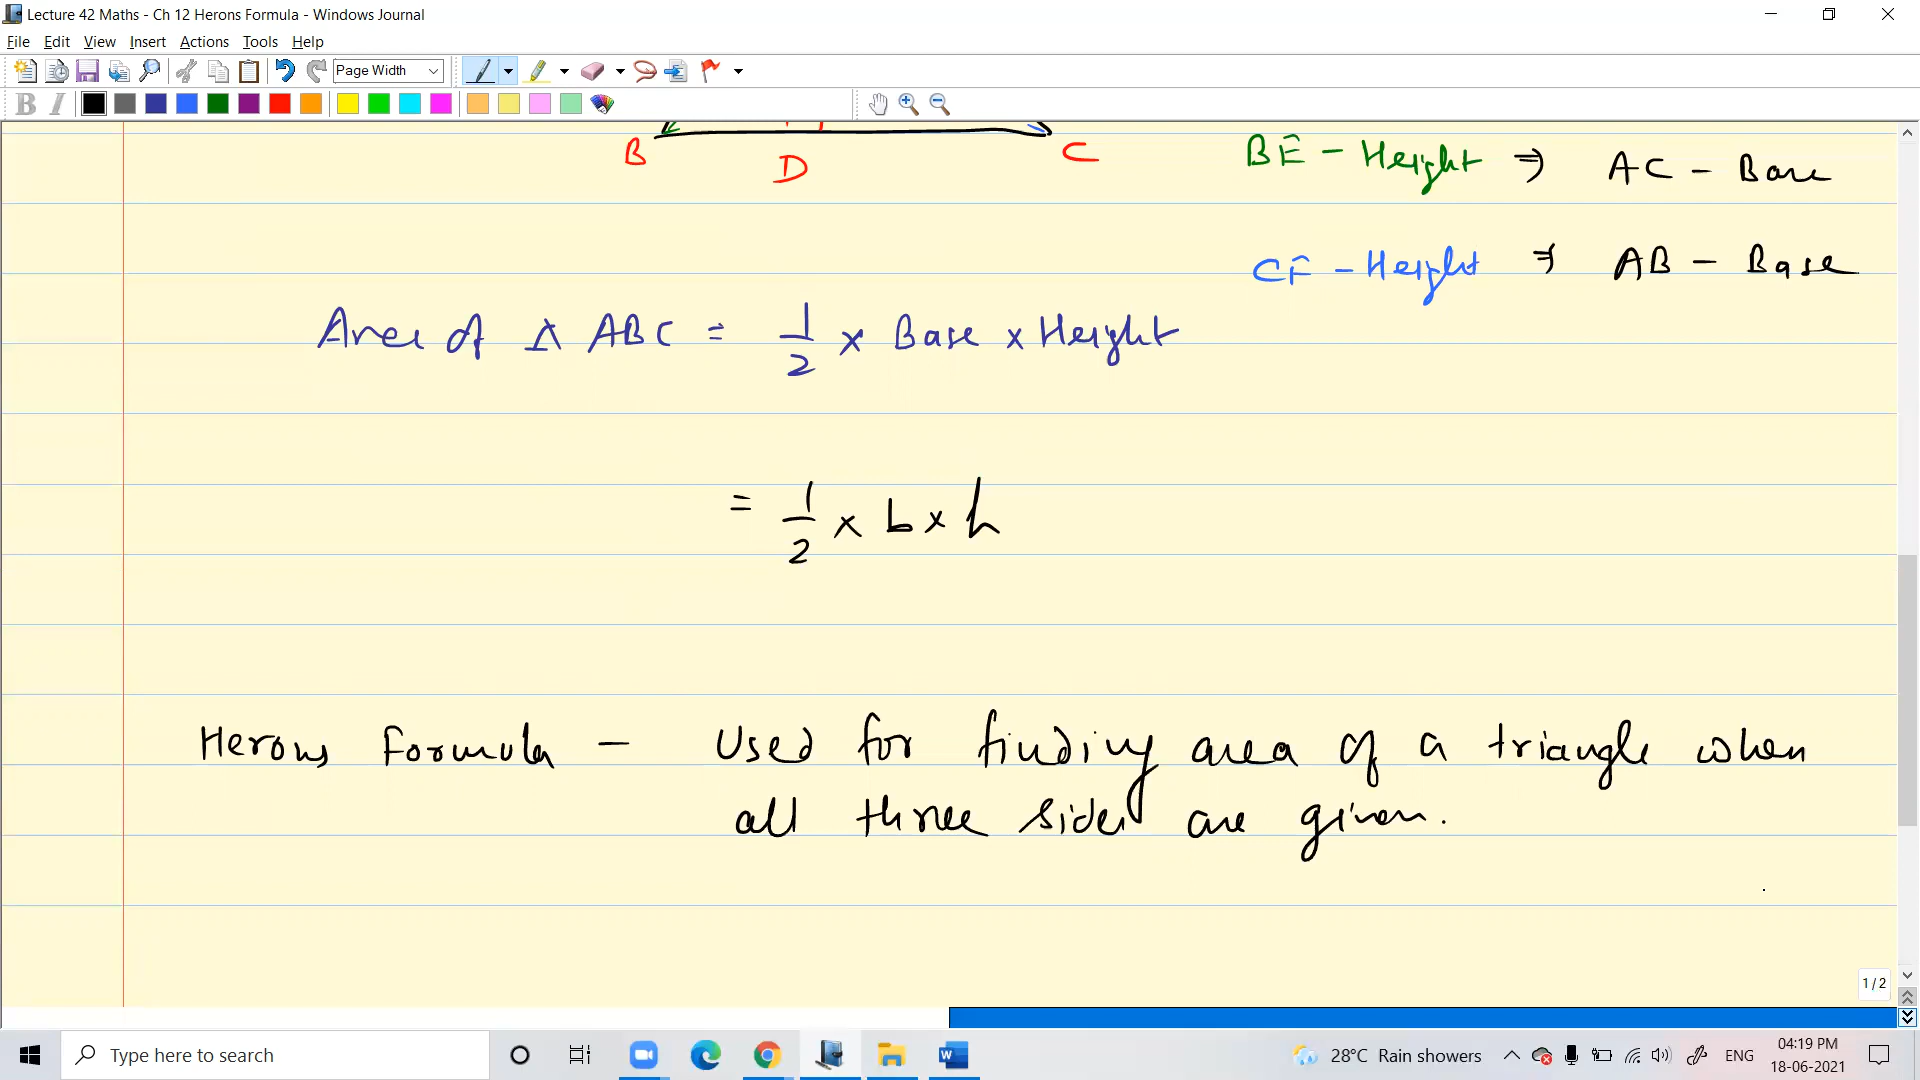 Lecture 42 Maths - Ch 12 Herons Formula - Windows Journal
File Edit View Insert Actions Tools Help
Page Width
B I
B D C
BE - Height ⇒ AC - Base
CF - Height ⇒ AB - Base
Area of Δ ABC = 1/2 × Base × Height
= 1/2 × b × h
Herons Formula - Used for finding area of a triangle when
all three sides are given.
1 / 2
Type here to search
28°C Rain showers
ENG
04:19 PM
18-06-2021